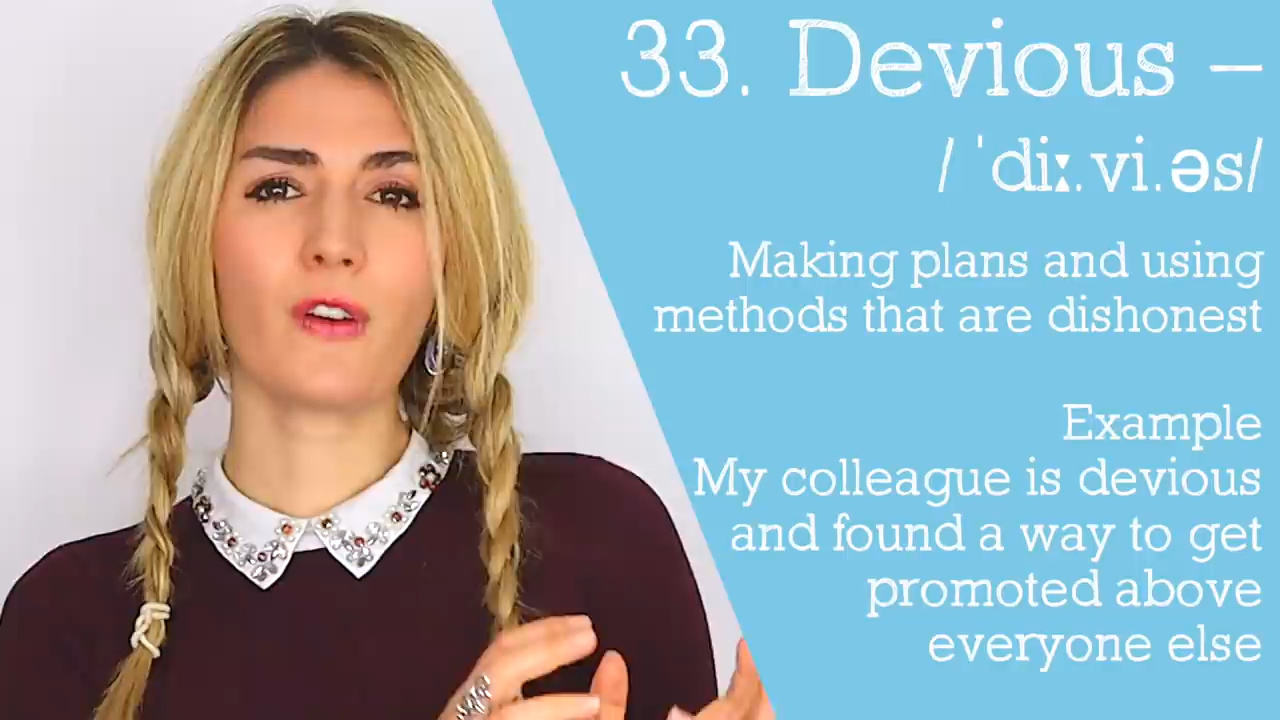 33. Devious –
/ ˈdiː.vi.əs/
Making plans and using
methods that are dishonest
Example
My colleague is devious
and found a way to get
promoted above
everyone else